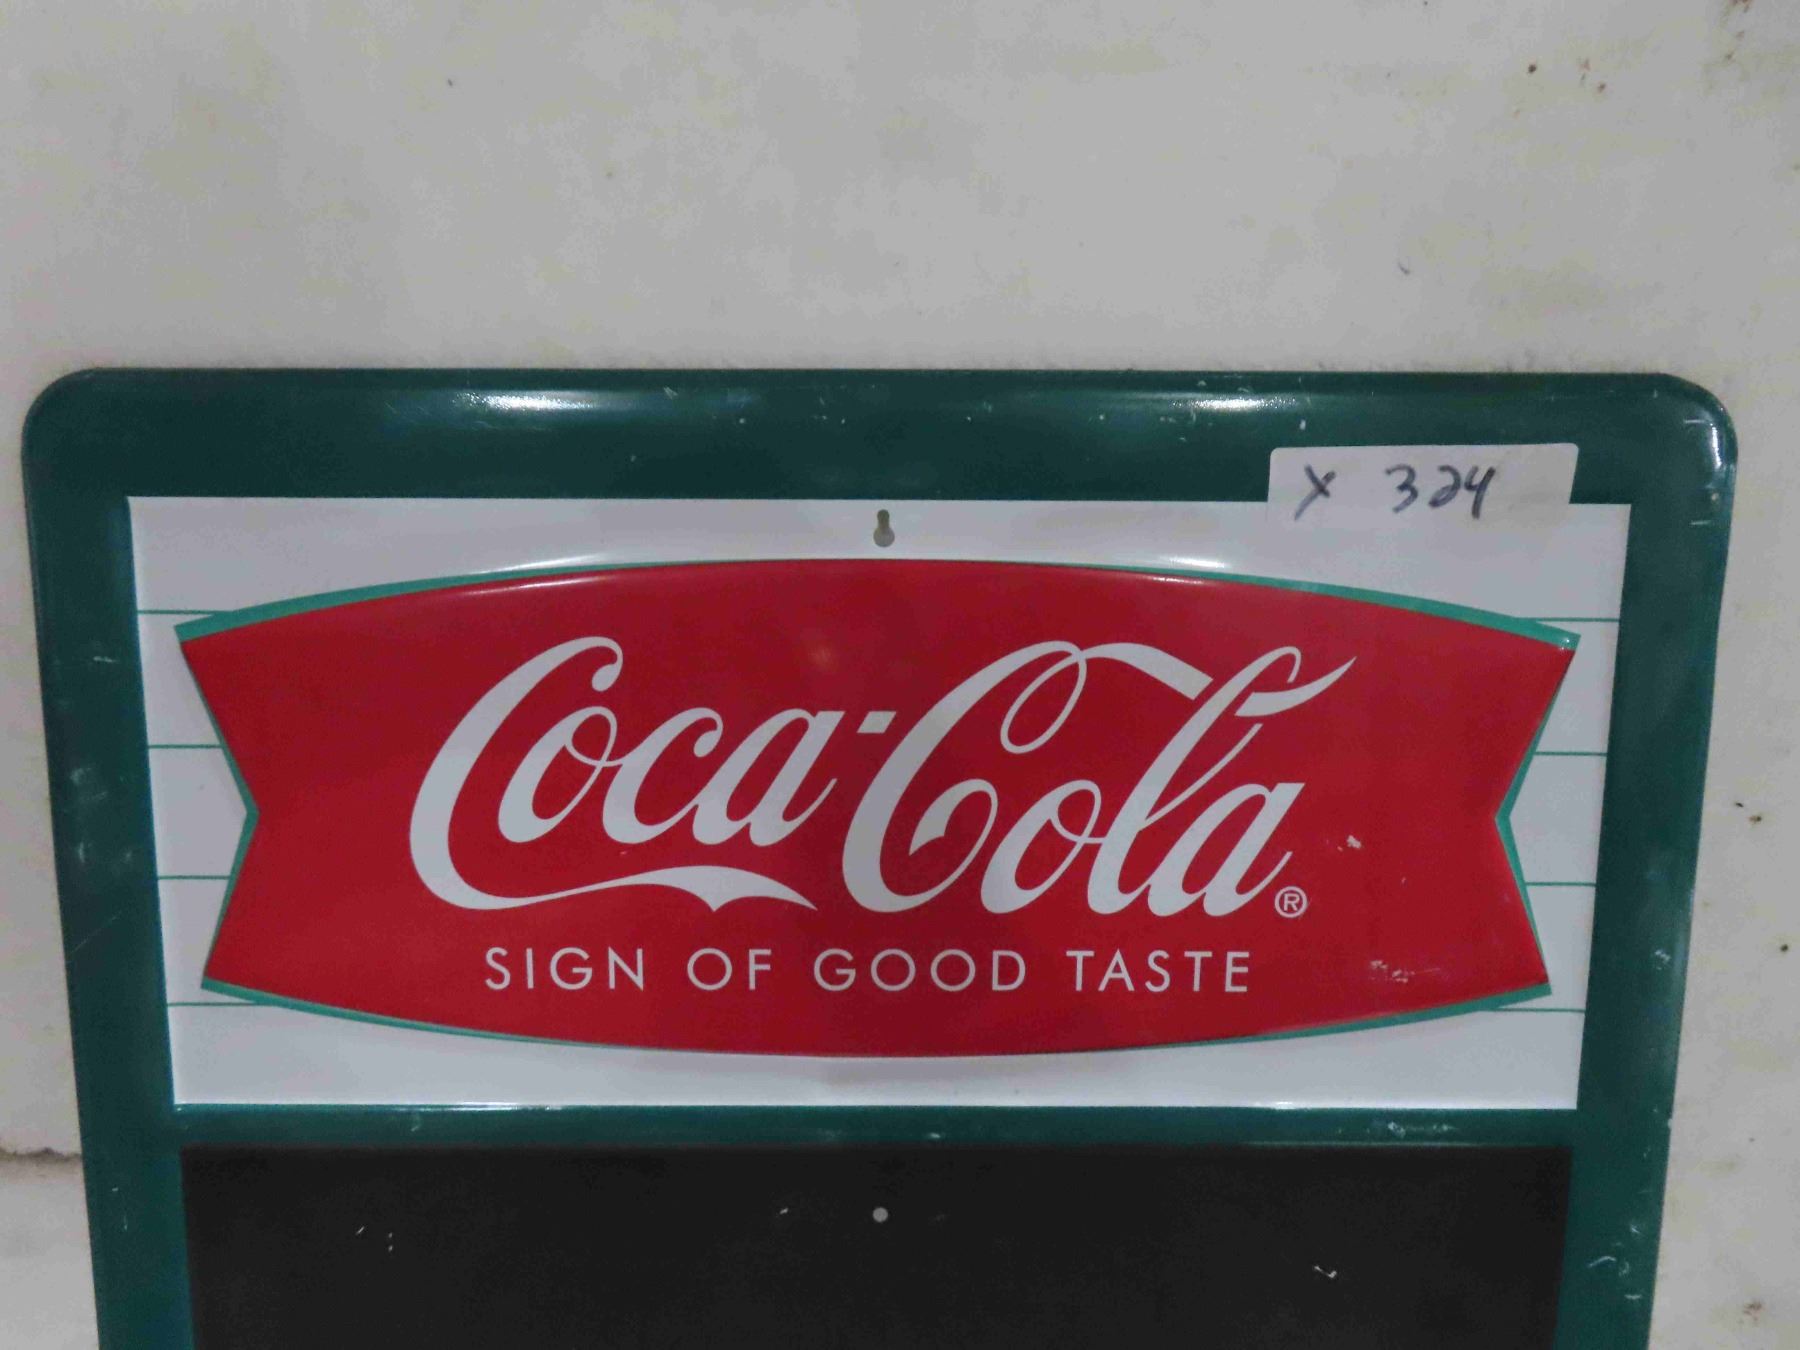 X 324
Coca-Cola®
SIGN OF GOOD TASTE